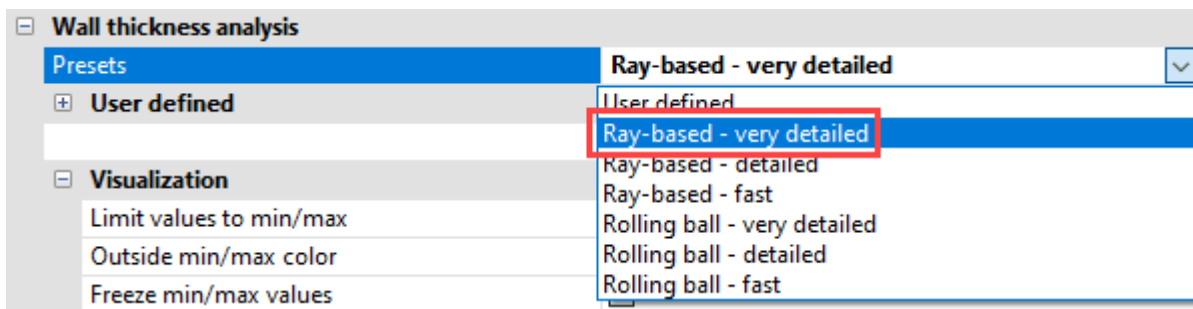 Wall thickness analysis
Presets Ray-based - very detailed
User defined User defined
Ray-based - very detailed
Ray-based - detailed
Visualization
Ray-based - fast
Limit values to min/max Rolling ball - very detailed
Outside min/max color Rolling ball - detailed
Freeze min/max values Rolling ball - fast